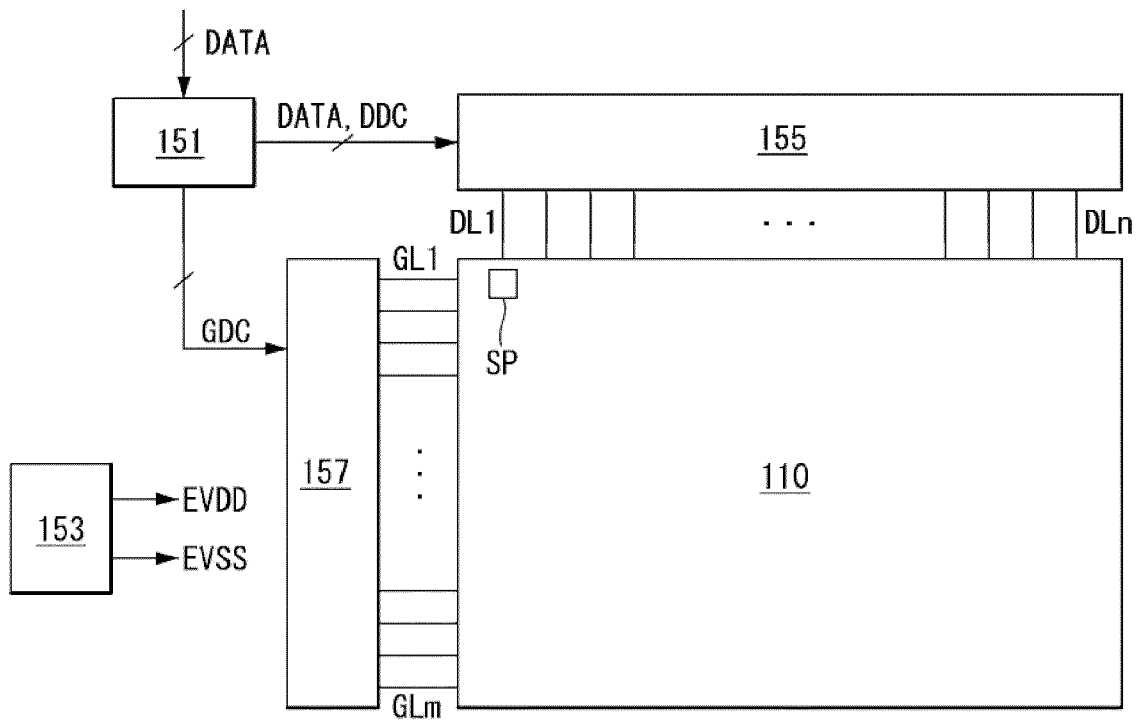 DATA
151
DATA, DDC
155
DL1
. . .
DLn
GL1
GDC
SP
157
110
153
EVDD
EVSS
GLm